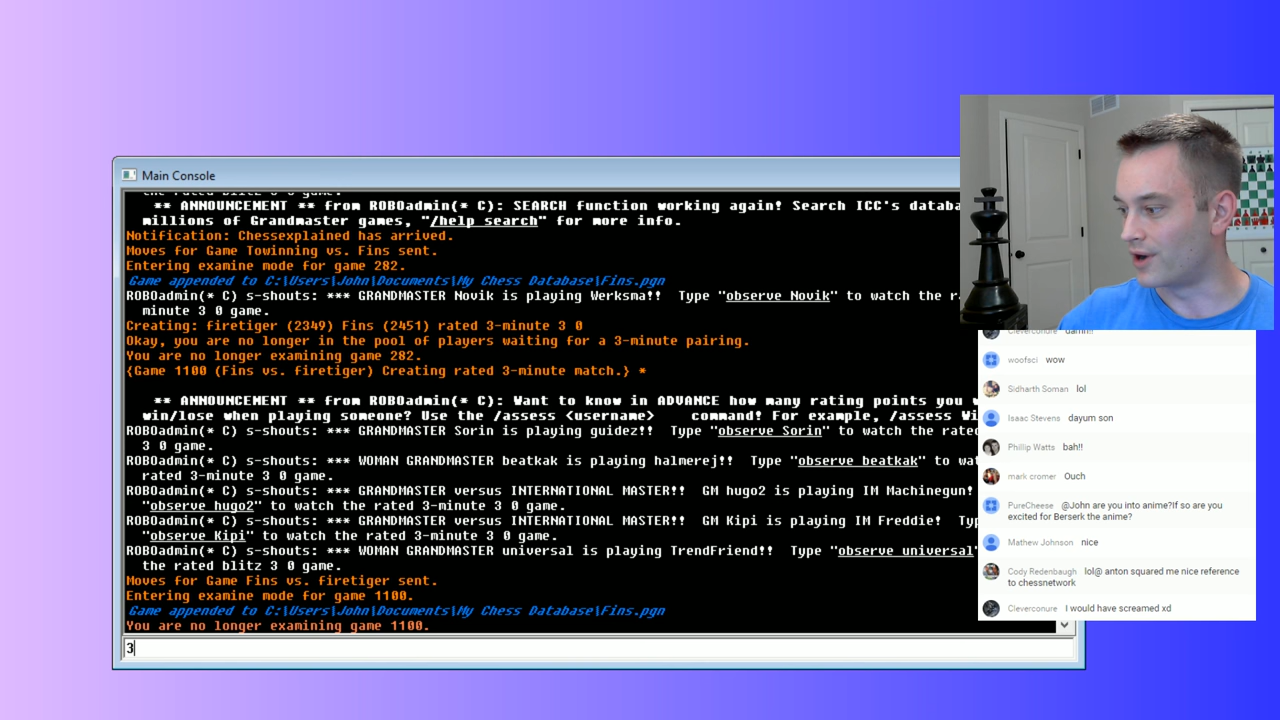 Main Console
the rated blitz 3 0 game.
** ANNOUNCEMENT ** from ROBOadmin(* C): SEARCH function working again! Search ICC's databa
millions of Grandmaster games, "/help search" for more info.
Notification: Chessexplained has arrived.
Moves for Game Towinning vs. Fins sent.
Entering examine mode for game 282.
Game appended to C:\Users\John\Documents\My Chess Database\Fins.pgn
ROBOadmin(* C) s-shouts: *** GRANDMASTER Novik is playing Werksma!! Type "observe Novik" to watch the ra
minute 3 0 game.
Creating: firetiger (2349) Fins (2451) rated 3-minute 3 0
Okay, you are no longer in the pool of players waiting for a 3-minute pairing.
You are no longer examining game 282.
{Game 1100 (Fins vs. firetiger) Creating rated 3-minute match.} *
** ANNOUNCEMENT ** from ROBOadmin(* C): Want to know in ADVANCE how many rating points you w
win/lose when playing someone? Use the /assess <username> command! For example, /assess Wi
ROBOadmin(* C) s-shouts: *** GRANDMASTER Sorin is playing guidez!! Type "observe Sorin" to watch the rated
3 0 game.
ROBOadmin(* C) s-shouts: *** WOMAN GRANDMASTER beatkak is playing halmerej!! Type "observe beatkak" to wat
rated 3-minute 3 0 game.
ROBOadmin(* C) s-shouts: *** GRANDMASTER versus INTERNATIONAL MASTER!! GM hugo2 is playing IM Machinegun!
"observe hugo2" to watch the rated 3-minute 3 0 game.
ROBOadmin(* C) s-shouts: *** GRANDMASTER versus INTERNATIONAL MASTER!! GM Kipi is playing IM Freddie! Typ
"observe Kipi" to watch the rated 3-minute 3 0 game.
ROBOadmin(* C) s-shouts: *** WOMAN GRANDMASTER universal is playing TrendFriend!! Type "observe universal"
the rated blitz 3 0 game.
Moves for Game Fins vs. firetiger sent.
Entering examine mode for game 1100.
Game appended to C:\Users\John\Documents\My Chess Database\Fins.pgn
You are no longer examining game 1100.
3
Cleverconure damn!!
woofsci wow
Sidharth Soman lol
Isaac Stevens dayum son
Phillip Watts bah!!
mark cromer Ouch
PureCheese @John are you into anime?If so are you
excited for Berserk the anime?
Mathew Johnson nice
Cody Redenbaugh lol@ anton squared me nice reference
to chessnetwork
Cleverconure I would have screamed xd